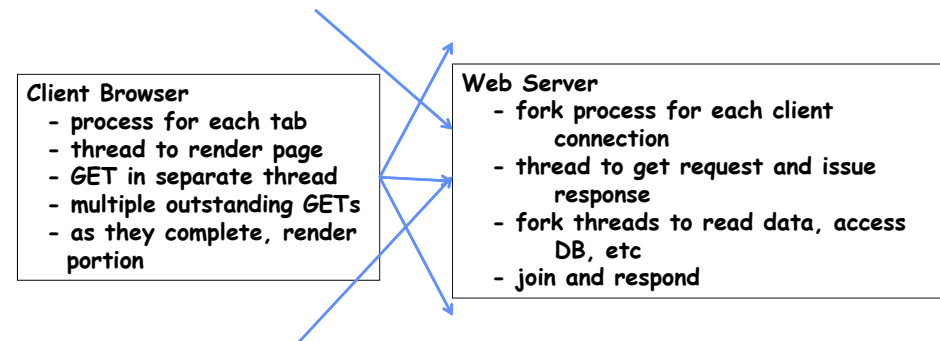 Client Browser
- process for each tab
- thread to render page
- GET in separate thread
- multiple outstanding GETs
- as they complete, render
portion
Web Server
- fork process for each client
connection
- thread to get request and issue
response
- fork threads to read data, access
DB, etc
- join and respond